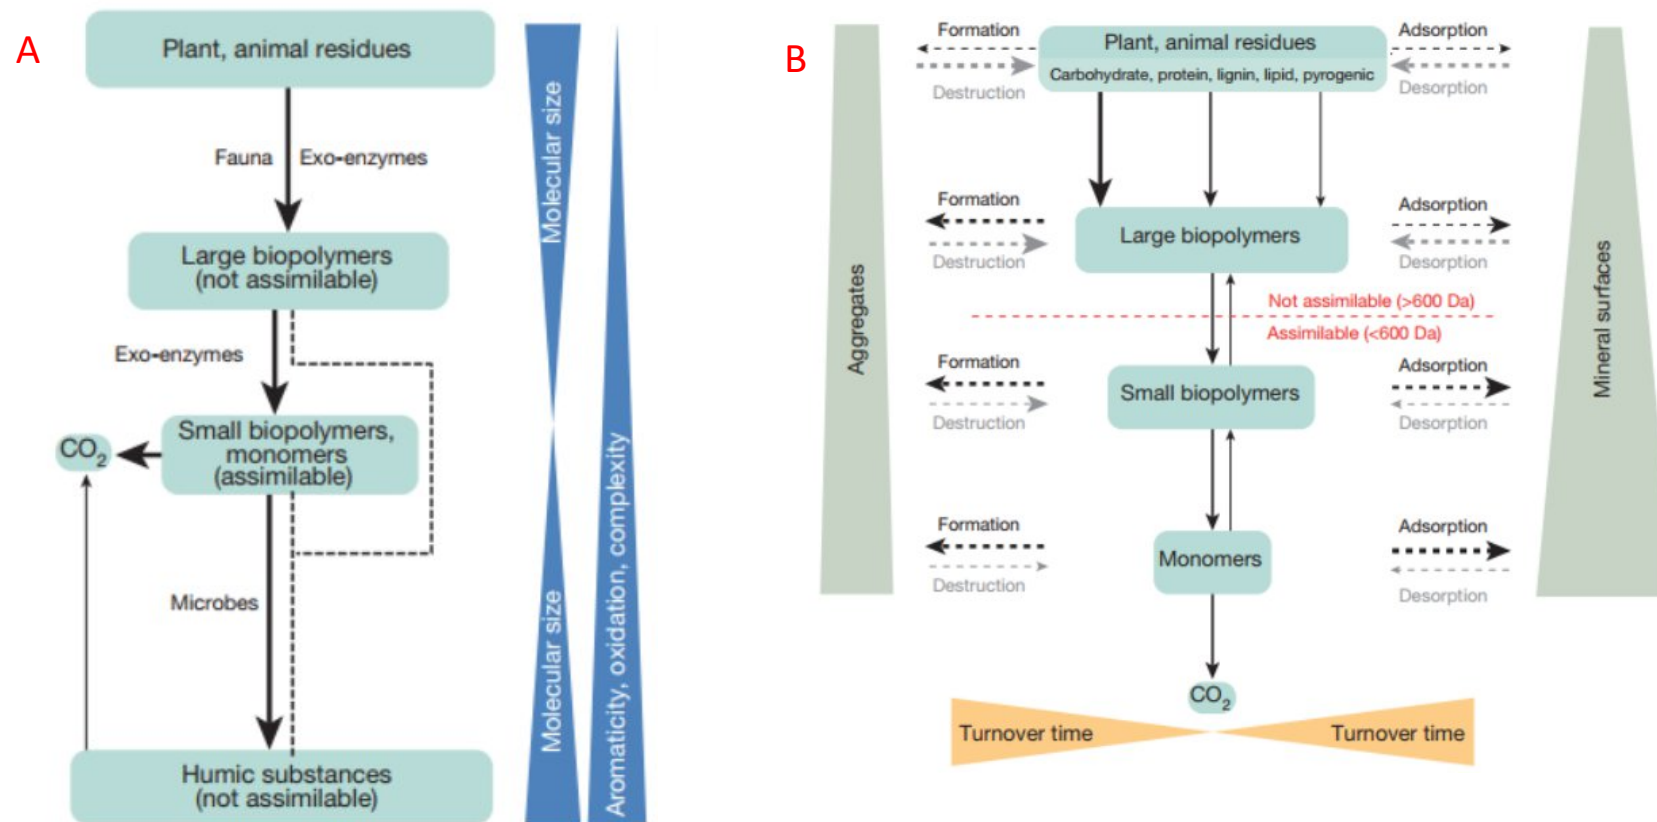 A
Plant, animal residues
Fauna
Exo-enzymes
Large biopolymers
(not assimilable)
Exo-enzymes
Small biopolymers,
monomers
(assimilable)
CO2
Microbes
Humic substances
(not assimilable)
Molecular size
Molecular size
Aromaticity, oxidation, complexity
B
Aggregates
Formation
Destruction
Plant, animal residues
Carbohydrate, protein, lignin, lipid, pyrogenic
Adsorption
Desorption
Formation
Destruction
Large biopolymers
Adsorption
Desorption
Not assimilable (>600 Da)
Assimilable (<600 Da)
Formation
Destruction
Small biopolymers
Adsorption
Desorption
Formation
Destruction
Monomers
Adsorption
Desorption
Mineral surfaces
CO2
Turnover time
Turnover time